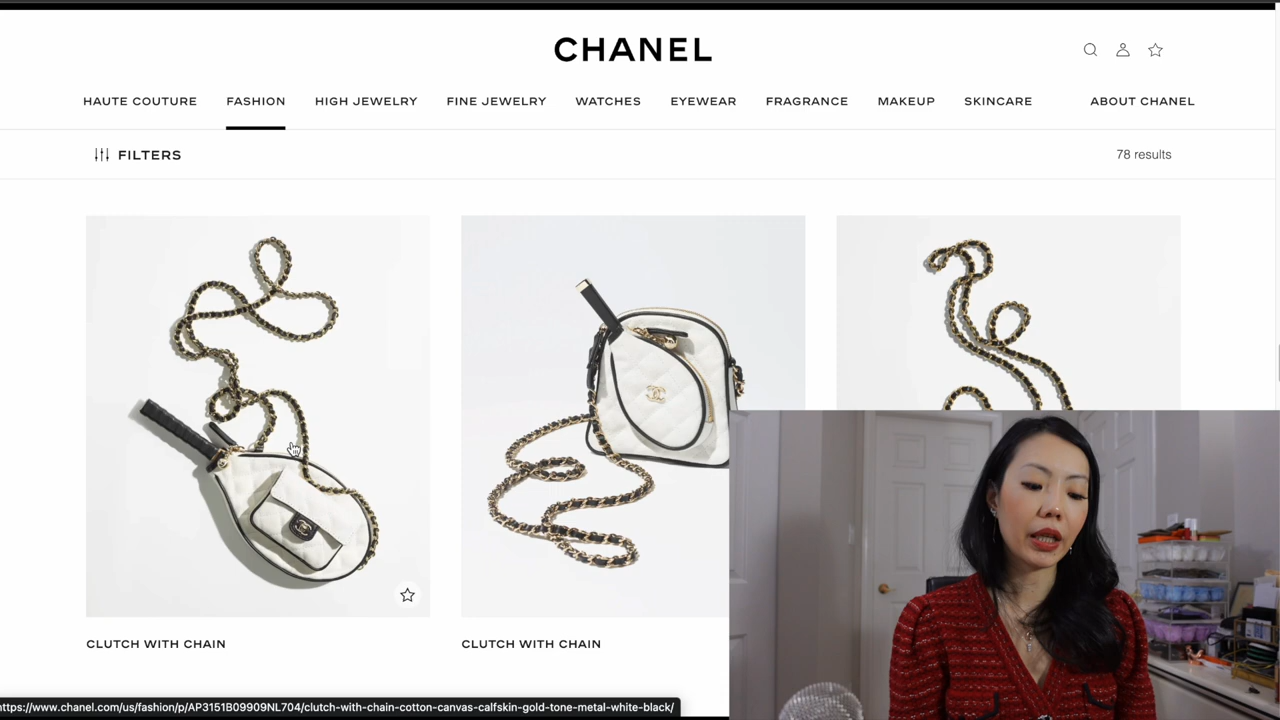 CHANEL
HAUTE COUTURE FASHION HIGH JEWELRY FINE JEWELRY WATCHES EYEWEAR FRAGRANCE MAKEUP SKINCARE ABOUT CHANEL
FILTERS 78 results
CLUTCH WITH CHAIN CLUTCH WITH CHAIN
https://www.chanel.com/us/fashion/p/AP3151B09909NL704/clutch-with-chain-cotton-canvas-calfskin-gold-tone-metal-white-black/